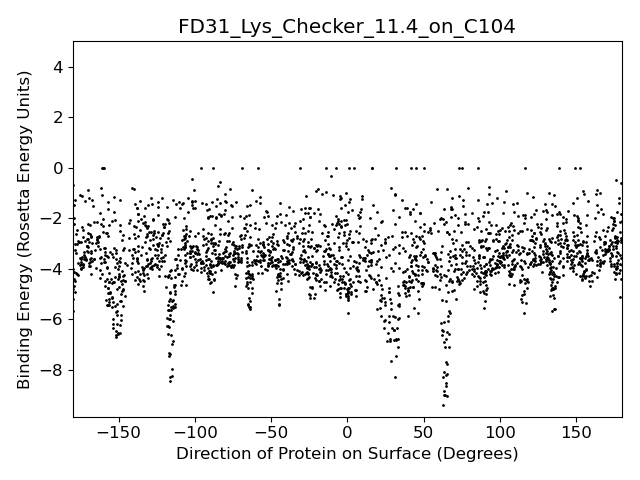 FD31_Lys_Checker_11.4_on_C104
Binding Energy (Rosetta Energy Units)
4
2
0
−2
−4
−6
−8
−150 −100 −50 0 50 100 150
Direction of Protein on Surface (Degrees)